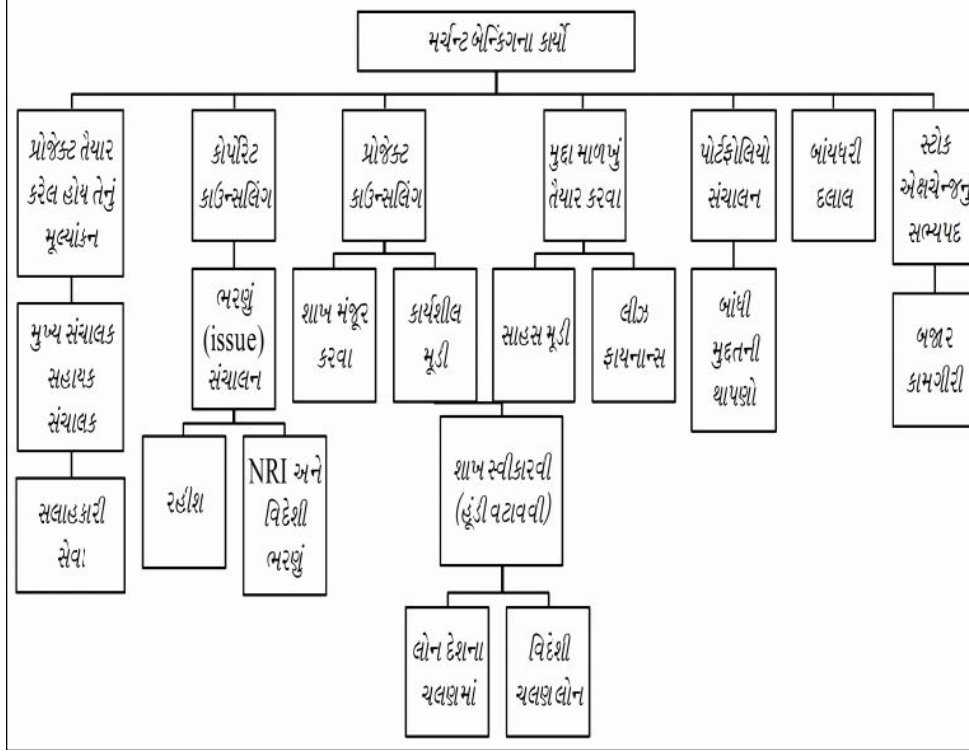 મર્ચન્ટ બેન્કિંગના કાર્યો
પ્રોજેક્ટ તૈયાર
કરેલ હોય તેનું
મૂલ્યાંકન
કોર્પોરેટ
કાઉન્સલિંગ
પ્રોજેક્ટ
કાઉન્સલિંગ
મુદ્દા માળખું
તૈયાર કરવા
પોર્ટફોલિયો
સંચાલન
બાંયધરી
દલાલ
સ્ટોક
એક્ષચેન્જનુ
સભ્યપદ
મુખ્ય સંચાલક
સહાયક
સંચાલક
ભરણું
(issue)
સંચાલન
શાખ મંજૂર
કરવા
કાર્યશીલ
મૂડી
સાહસ મૂડી
લીઝ
ફાયનાન્સ
બાંધી
મુદ્દતની
થાપણો
બજાર
કામગીરી
સલાહકારી
સેવા
રહીશ
NRI અને
વિદેશી
ભરણું
શાખ સ્વીકારવી
(હૂંડી વટાવવી)
લોન દેશના
ચલણમાં
વિદેશી
ચલણ લોન